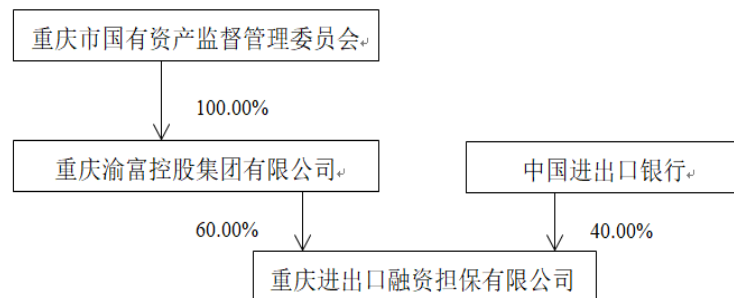 重庆市国有资产监督管理委员会
100.00%
重庆渝富控股集团有限公司
中国进出口银行
60.00%
40.00%
重庆进出口融资担保有限公司